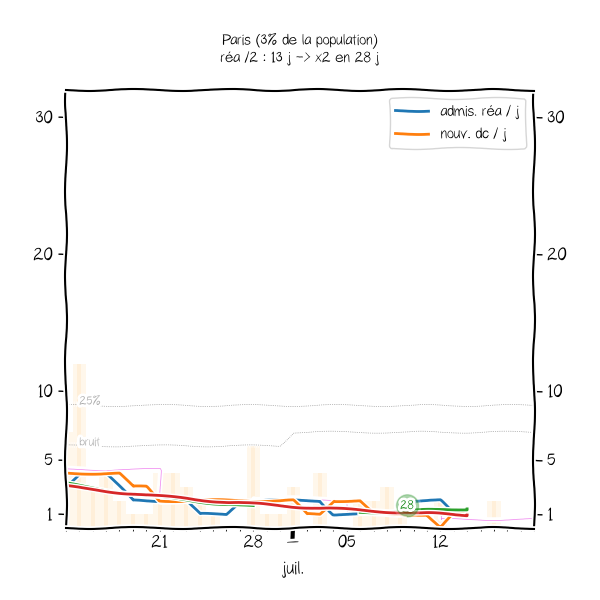 Paris (3% de la population)
réa /2 : 13 j -> x2 en 28 j
admis. réa / j
nouv. dc / j
30 30
20 20
10 10
25%
bruit
5 5
28
1 1
21 28 05 12
juil.